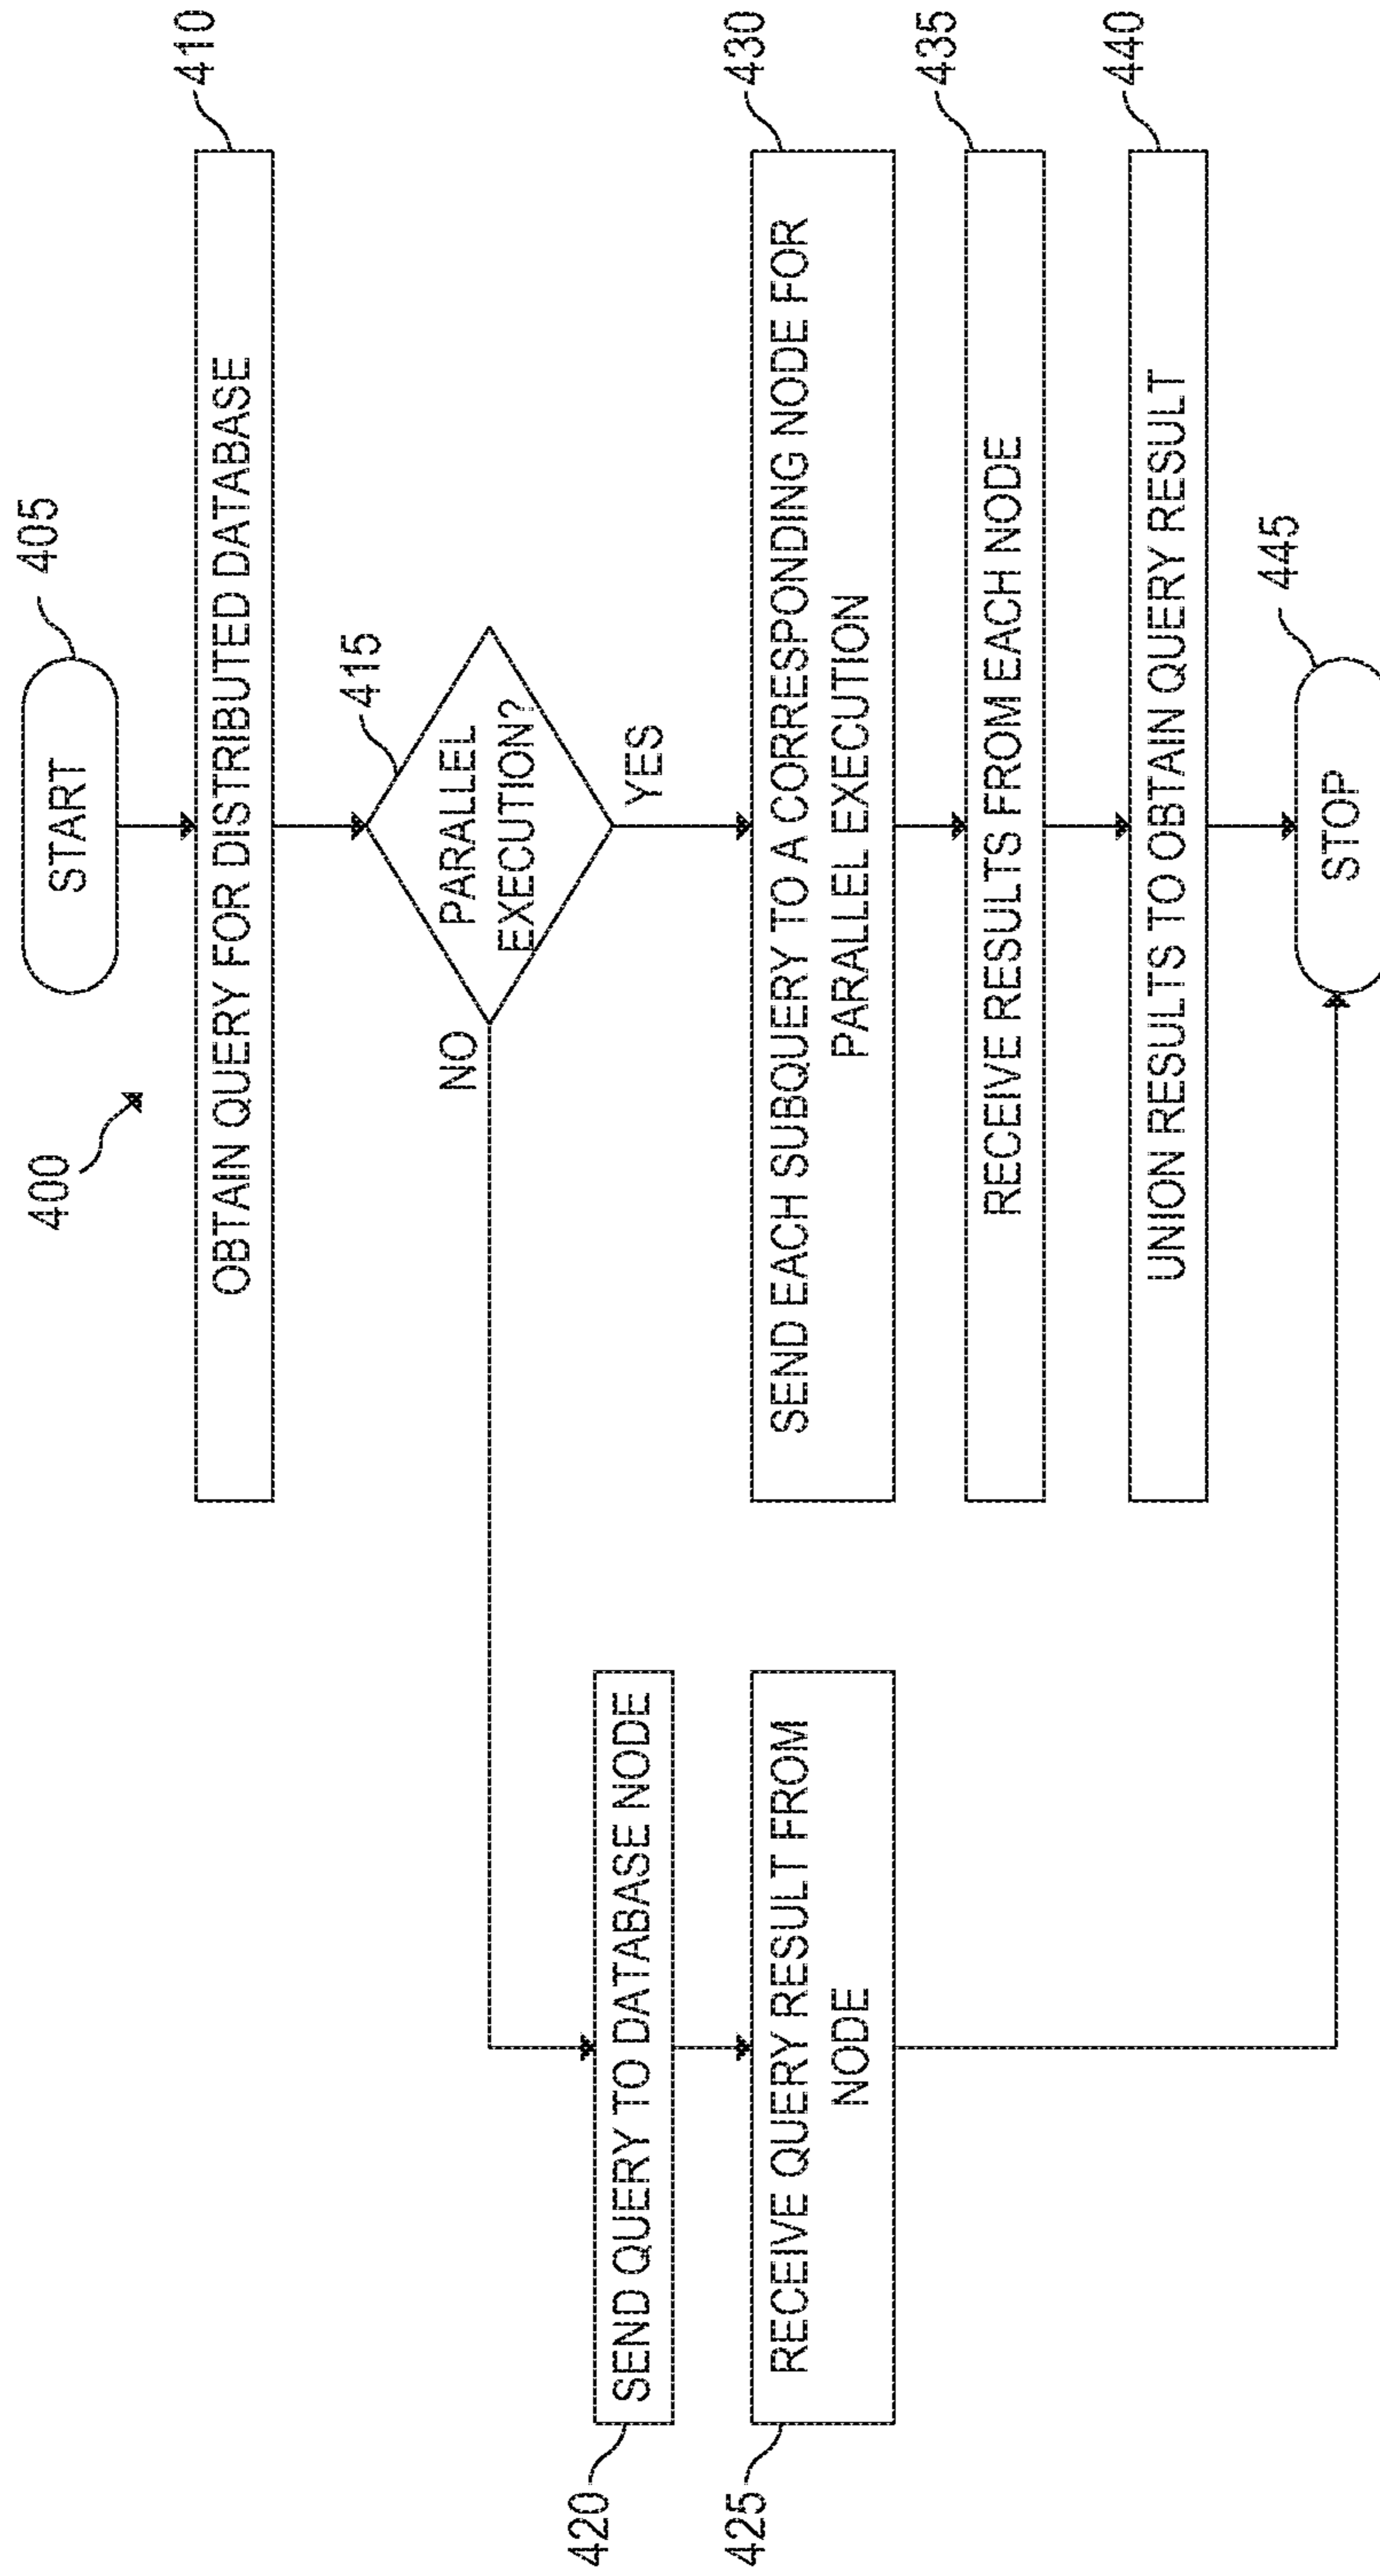 400
START
405
OBTAIN QUERY FOR DISTRIBUTED DATABASE
410
PARALLEL
EXECUTION?
415
NO
YES
SEND QUERY TO DATABASE NODE
420
RECEIVE QUERY RESULT FROM
NODE
425
SEND EACH SUBQUERY TO A CORRESPONDING NODE FOR
PARALLEL EXECUTION
430
RECEIVE RESULTS FROM EACH NODE
435
UNION RESULTS TO OBTAIN QUERY RESULT
440
STOP
445